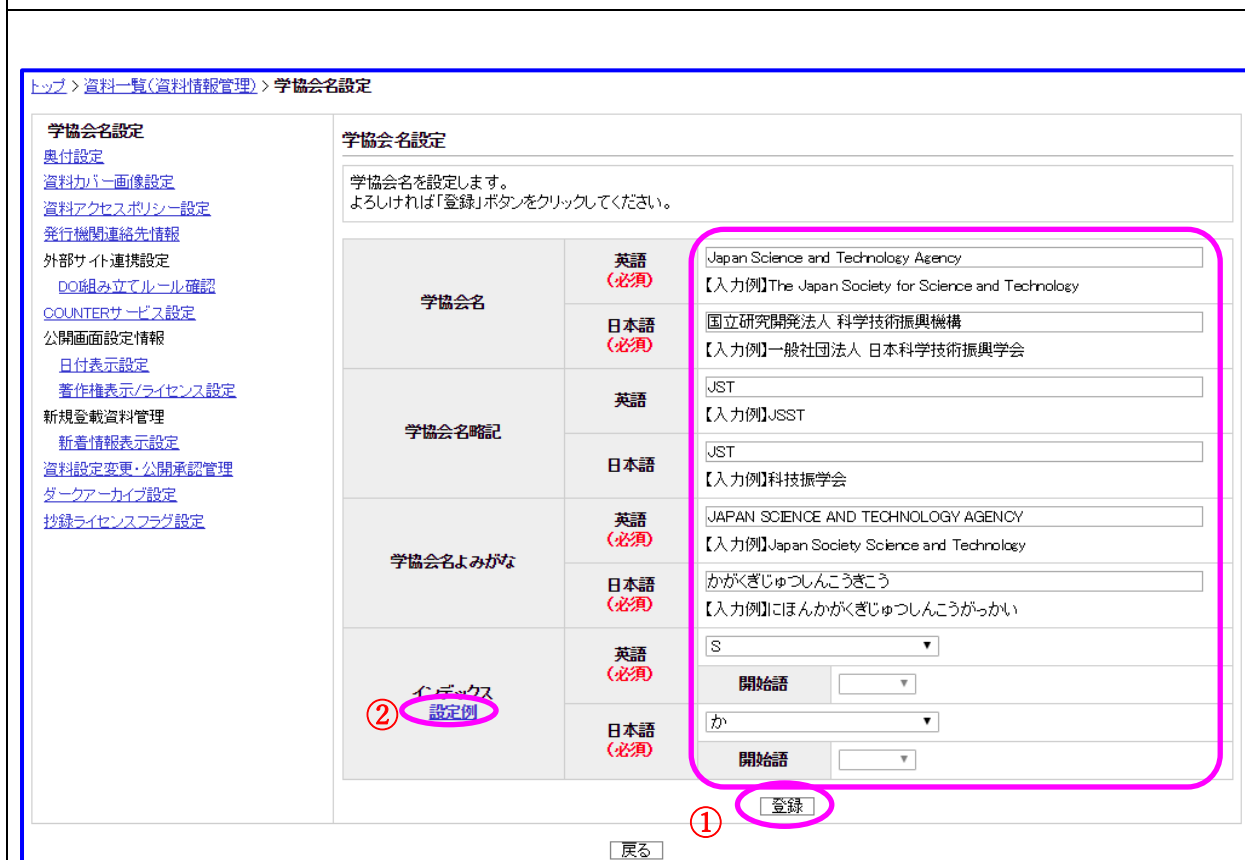 トップ > 資料一覧(資料情報管理) > 学協会名設定
学協会名設定
奥付設定
資料カバー画像設定
資料アクセスポリシー設定
発行機関連絡先情報
外部サイト連携設定
DOI組み立てルール確認
COUNTERサービス設定
公開画面設定情報
日付表示設定
著作権表示/ライセンス設定
新規登載資料管理
新着情報表示設定
資料設定変更・公開承認管理
ダークアーカイブ設定
抄録ライセンスフラグ設定
学協会名設定
学協会名を設定します。
よろしければ「登録」ボタンをクリックしてください。
学協会名
英語
(必須)
Japan Science and Technology Agency
【入力例】The Japan Society for Science and Technology
日本語
(必須)
国立研究開発法人 科学技術振興機構
【入力例】一般社団法人 日本科学技術振興学会
学協会名略記
英語
JST
【入力例】JSST
日本語
JST
【入力例】科技振学会
学協会名よみがな
英語
(必須)
JAPAN SCIENCE AND TECHNOLOGY AGENCY
【入力例】Japan Society Science and Technology
日本語
(必須)
かがくぎじゅつしんこうきこう
【入力例】にほんかがくぎじゅつしんこうがっかい
インデックス
② 設定例
英語
(必須)
S
開始語
日本語
(必須)
か
開始語
① 登録
戻る